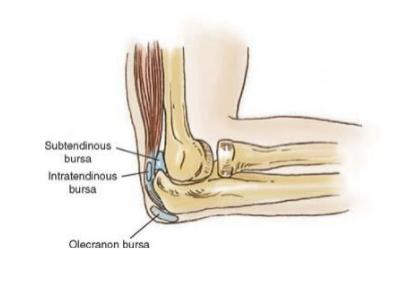 Subtendinous
bursa
Intratendinous
bursa
Olecranon bursa